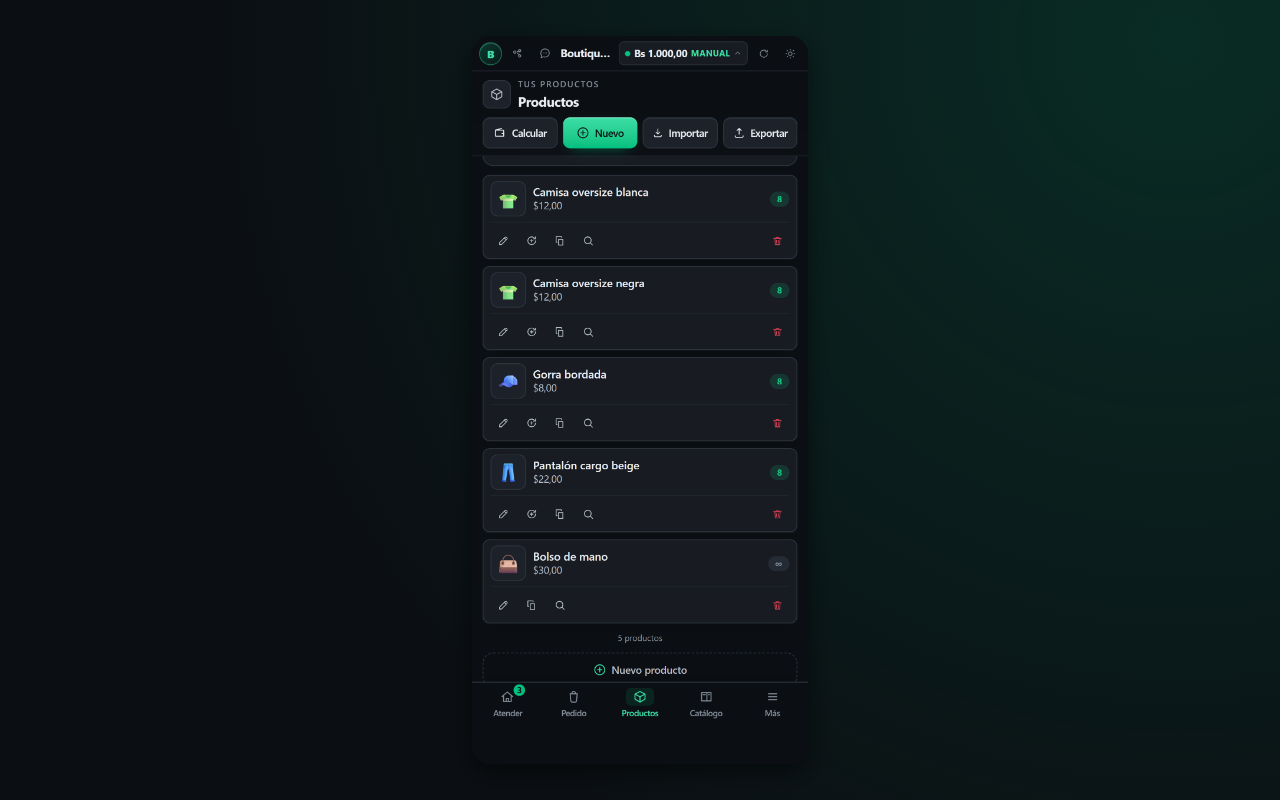 B Boutiqu... Bs 1.000,00 MANUAL
TUS PRODUCTOS
Productos
Calcular Nuevo Importar Exportar
Camisa oversize blanca
$12,00
8
Camisa oversize negra
$12,00
8
Gorra bordada
$8,00
8
Pantalón cargo beige
$22,00
8
Bolso de mano
$30,00
∞
5 productos
Nuevo producto
3
Atender Pedido Productos Catálogo Más